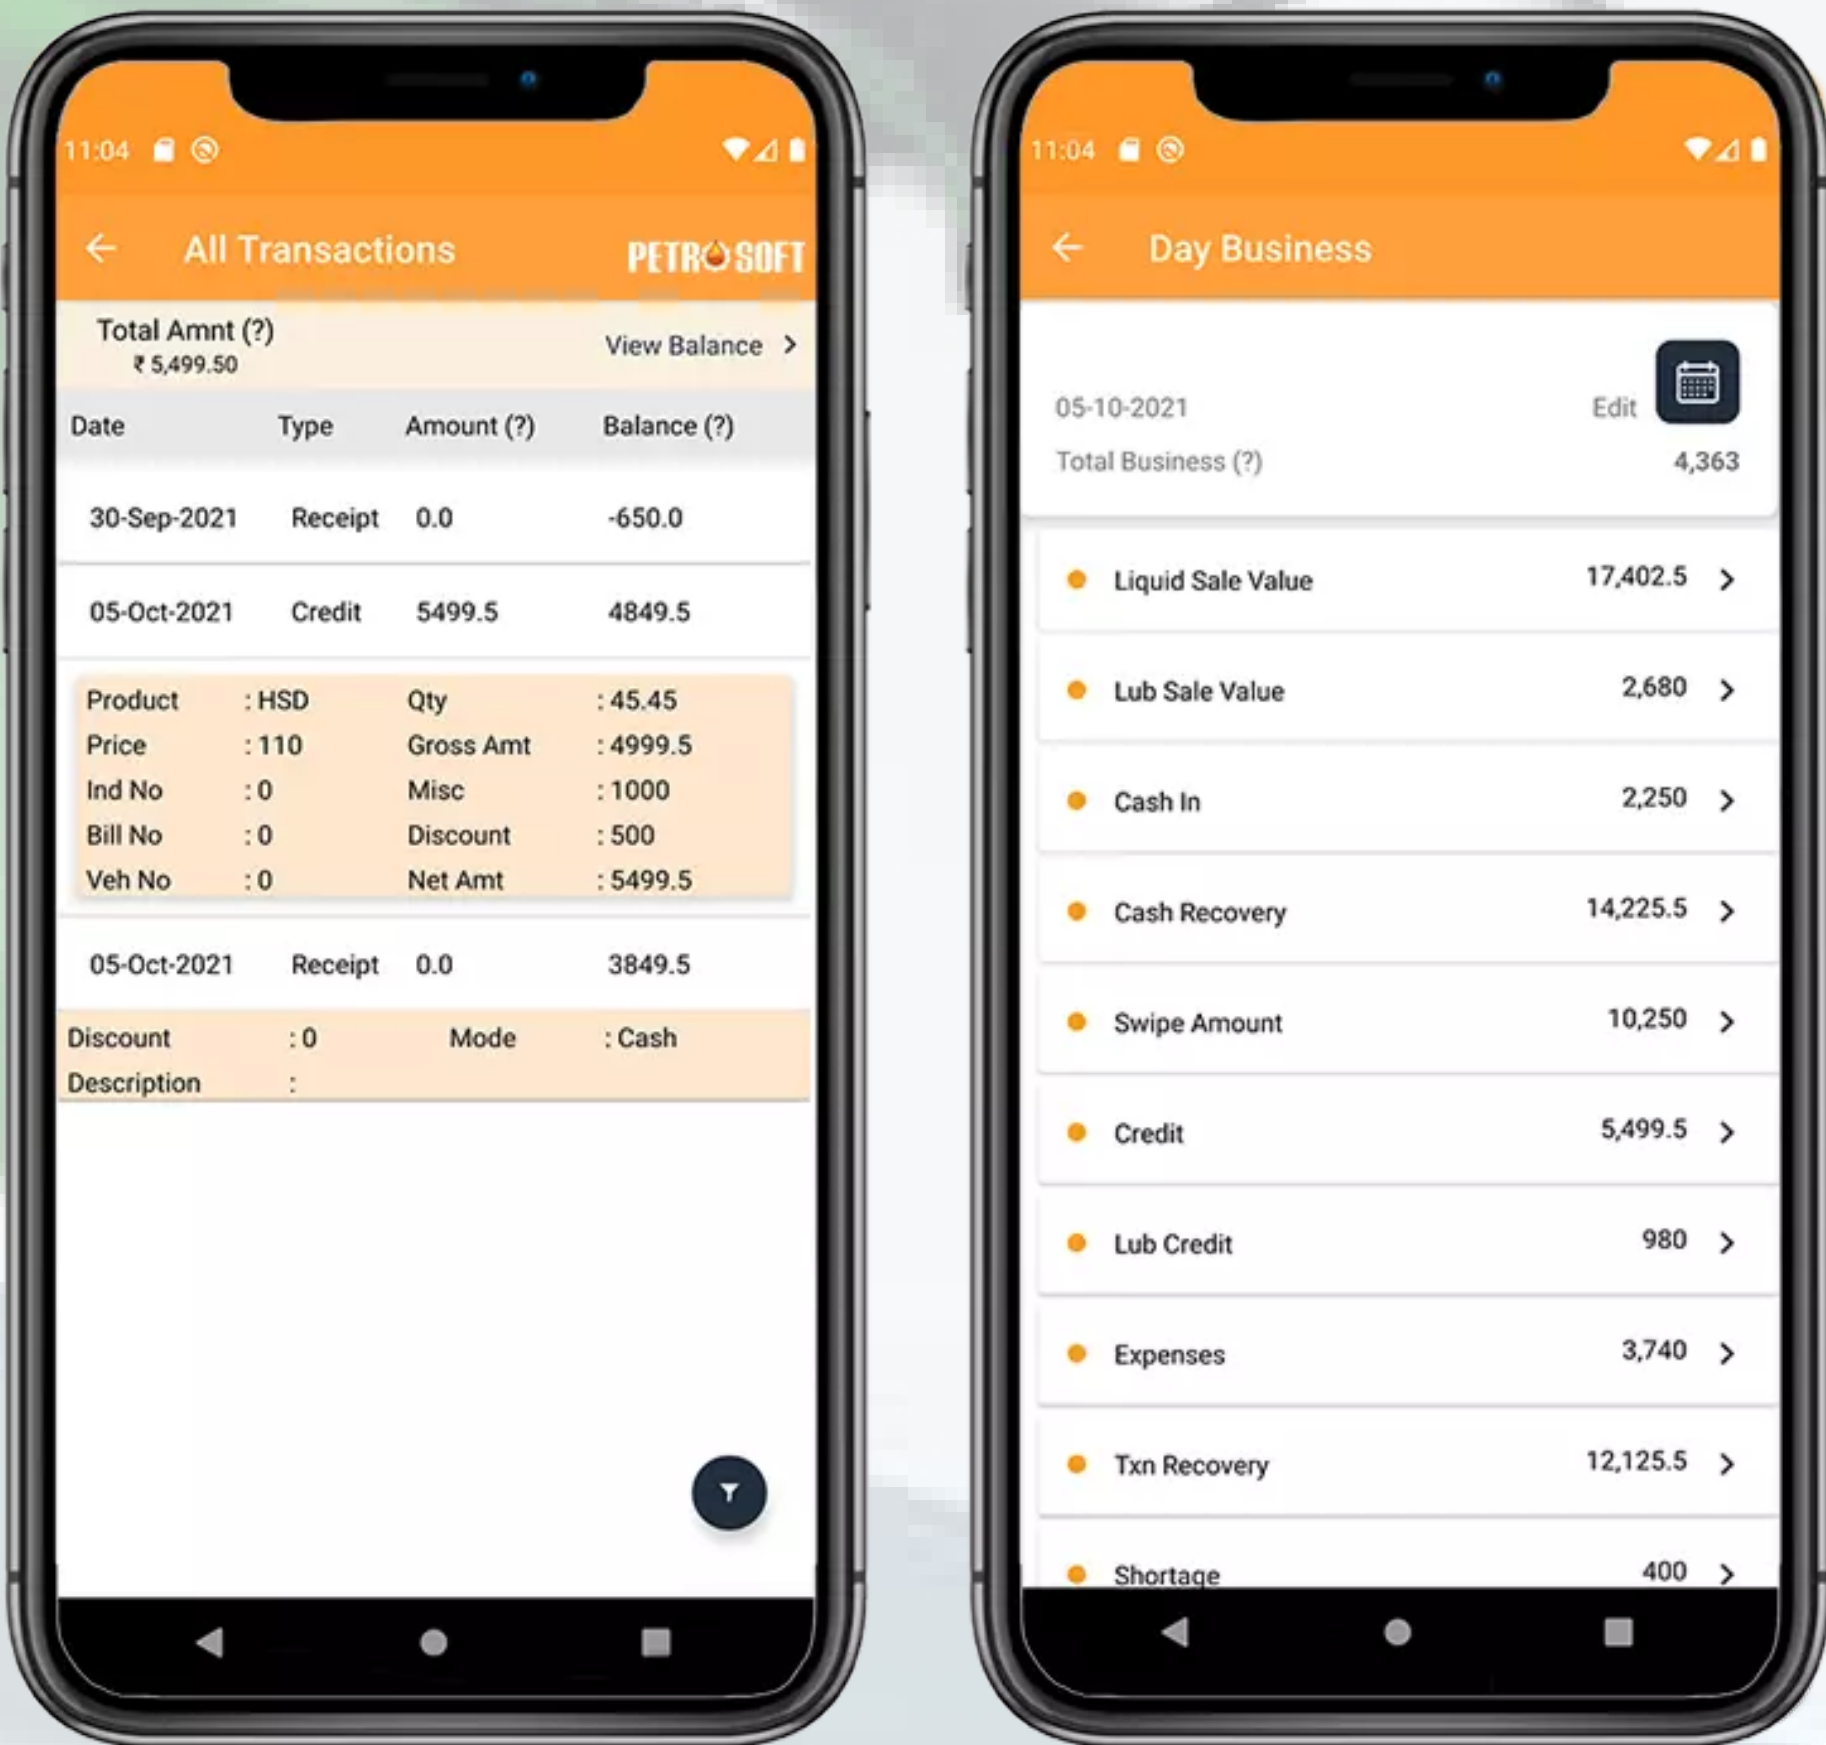 11:04
All Transactions PETROSOFT
Total Amnt (?)
₹ 5,499.50
View Balance
Date Type Amount (?) Balance (?)
30-Sep-2021 Receipt 0.0 -650.0
05-Oct-2021 Credit 5499.5 4849.5
Product : HSD Qty : 45.45
Price : 110 Gross Amt : 4999.5
Ind No : 0 Misc : 1000
Bill No : 0 Discount : 500
Veh No : 0 Net Amt : 5499.5
05-Oct-2021 Receipt 0.0 3849.5
Discount : 0 Mode : Cash
Description :
11:04
Day Business
05-10-2021 Edit
Total Business (?) 4,363
Liquid Sale Value 17,402.5
Lub Sale Value 2,680
Cash In 2,250
Cash Recovery 14,225.5
Swipe Amount 10,250
Credit 5,499.5
Lub Credit 980
Expenses 3,740
Txn Recovery 12,125.5
Shortage 400